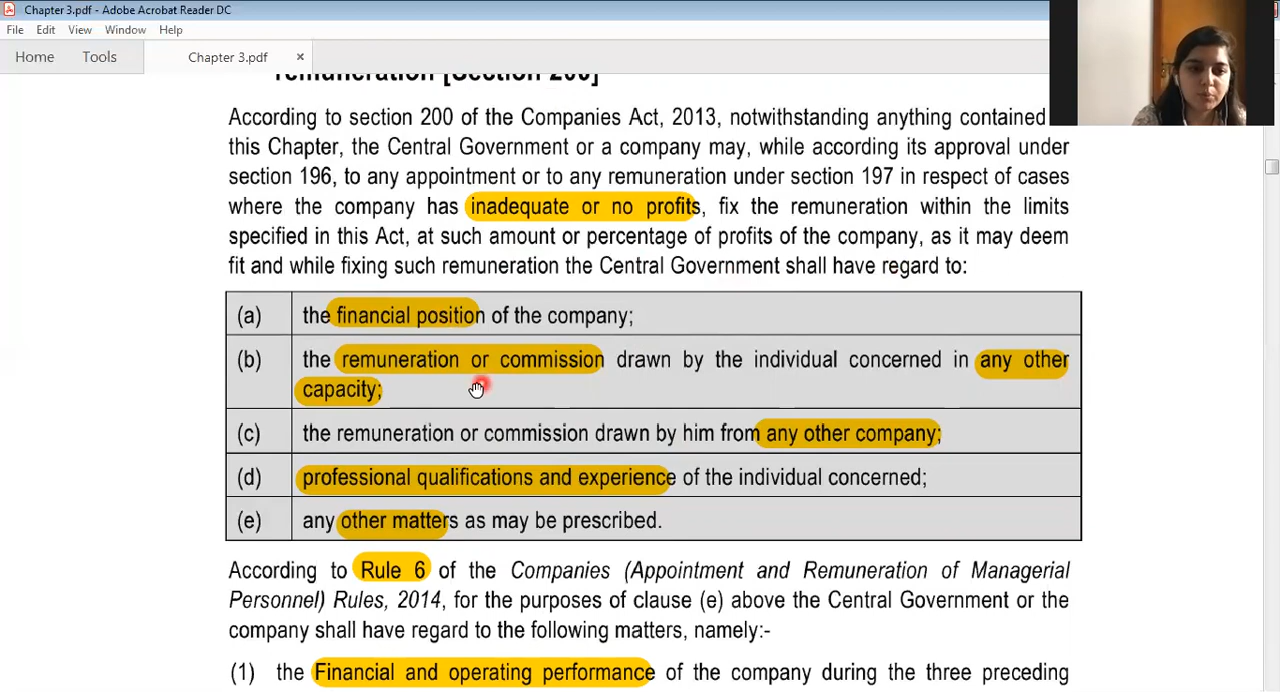 Chapter 3.pdf - Adobe Acrobat Reader DC
File Edit View Window Help
Home Tools Chapter 3.pdf ×
remuneration [Section 200]
According to section 200 of the Companies Act, 2013, notwithstanding anything contained
this Chapter, the Central Government or a company may, while according its approval under
section 196, to any appointment or to any remuneration under section 197 in respect of cases
where the company has inadequate or no profits, fix the remuneration within the limits
specified in this Act, at such amount or percentage of profits of the company, as it may deem
fit and while fixing such remuneration the Central Government shall have regard to:
(a) the financial position of the company;
(b) the remuneration or commission drawn by the individual concerned in any other
capacity;
(c) the remuneration or commission drawn by him from any other company;
(d) professional qualifications and experience of the individual concerned;
(e) any other matters as may be prescribed.
According to Rule 6 of the Companies (Appointment and Remuneration of Managerial
Personnel) Rules, 2014, for the purposes of clause (e) above the Central Government or the
company shall have regard to the following matters, namely:-
(1) the Financial and operating performance of the company during the three preceding